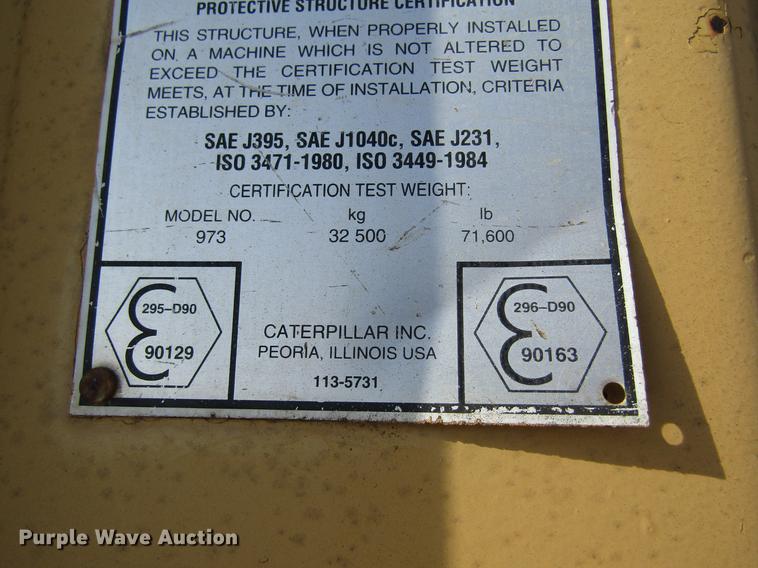 PROTECTIVE STRUCTURE CERTIFICATION
THIS STRUCTURE, WHEN PROPERLY INSTALLED
ON A MACHINE WHICH IS NOT ALTERED TO
EXCEED THE CERTIFICATION TEST WEIGHT
MEETS, AT THE TIME OF INSTALLATION, CRITERIA
ESTABLISHED BY:
SAE J395, SAE J1040c, SAE J231,
ISO 3471-1980, ISO 3449-1984
CERTIFICATION TEST WEIGHT:
MODEL NO. kg lb
973 32 500 71,600
295-D90
90129
CATERPILLAR INC.
PEORIA, ILLINOIS USA
113-5731
296-D90
90163
Purple Wave Auction